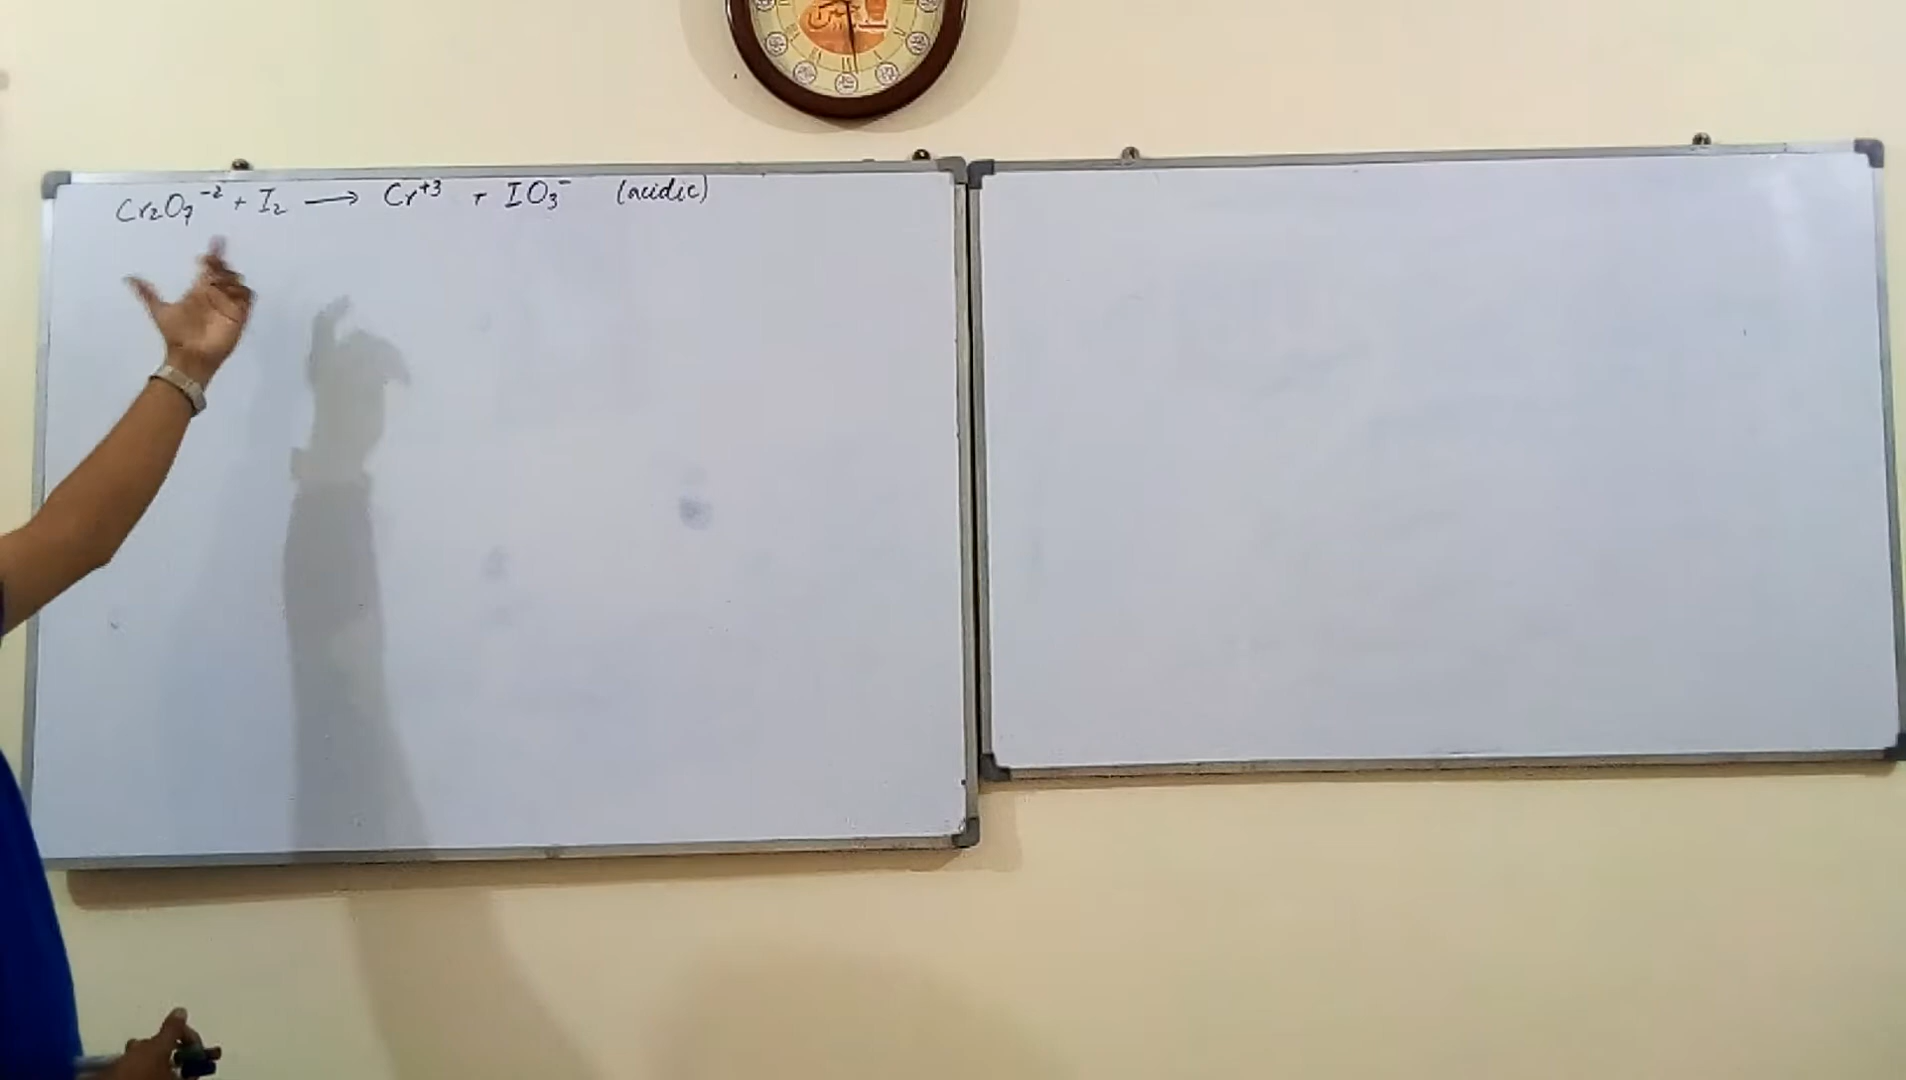 Cr₂O₇⁻² + I₂ ⟶ Cr⁺³ + IO₃⁻ (acidic)